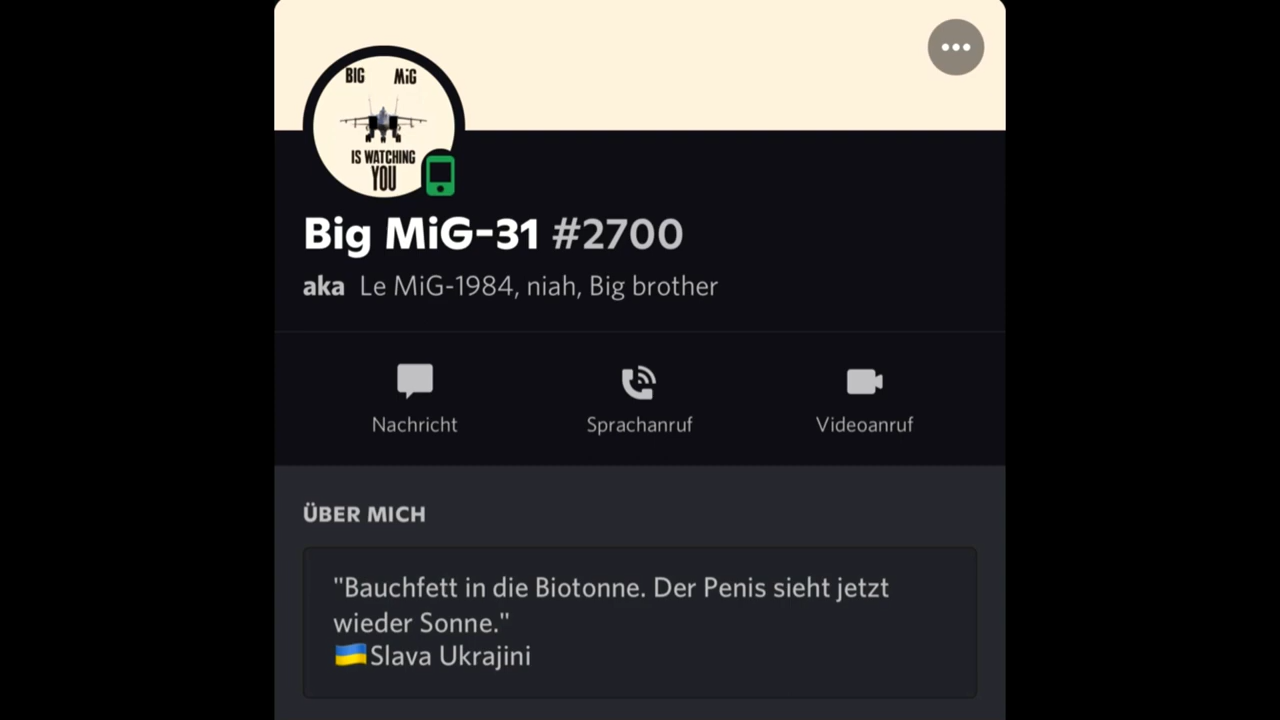 BIG MiG
IS WATCHING
YOU
Big MiG-31 #2700
aka Le MiG-1984, niah, Big brother
Nachricht Sprachanruf Videoanruf
ÜBER MICH
"Bauchfett in die Biotonne. Der Penis sieht jetzt
wieder Sonne."
🇺🇦Slava Ukrajini